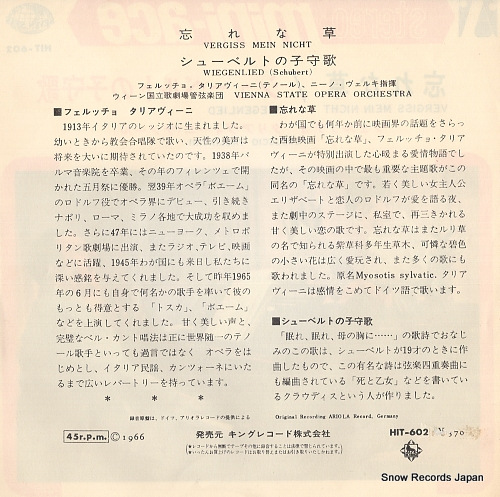 忘れな草
VERGISS MEIN NICHT
シューベルトの子守歌
WIEGENLIED (Schubert)
フェルッチョ・タリアヴィーニ(テノール)、ニーノ・ヴェルキ指揮
ウィーン国立歌劇場管弦楽団 VIENNA STATE OPERA ORCHESTRA
■フェルッチョ タリアヴィーニ
1913年イタリアのレッジオに生まれました。
幼いときから教会合唱隊で歌い、天性の美声は
将来を大いに期待されていたのです。1938年パ
ルマ音楽院を卒業、その年のフィレンツェで開
かれた五月祭に優勝。翌39年オペラ「ボエーム」
のロドルフ役でオペラ界にデビュー、引き続き
ナポリ、ローマ、ミラノ各地で大成功を収めま
した。さらに47年にはニューヨーク、メトロポ
リタン歌劇場に出演、またラジオ、テレビ、映画
などに活躍、1945年わが国にも来日し私たちに
深い感銘を与えてくれました。そして昨年1965
年の6月にも自身で何名かの歌手を率いて彼の
もっとも得意とする 「トスカ」、「ボエーム」
などを上演してくれました。甘く美しい声と、
完璧なベル・カント唱法は正に世界随一のテノ
ール歌手といっても過言ではなく オペラをは
じめとし、イタリア民謡、カンツォーネにいた
るまで広いレパートリーを持っています。
* * *
録音原盤は、ドイツ、アリオラレコードの提供による
■忘れな草
わが国でも何年か前に映画界の話題をさらっ
た西独映画「忘れな草」、フェルッチョ・タリア
ヴィーニが特別出演した心暖まる愛情物語でし
たが、その映画の中で最も重要な主題歌がこの
同名の「忘れな草」です。若く美しい女主人公
エリザベートと恋人のロドルフが愛を語る夜、
また劇中のステージに、私室で、再三きかれる
甘く美しい恋の歌です。忘れな草はまたルリ草
の名で知られる紫草科多年生草木、可憐な碧色
の小さい花は広く愛玩され、また多くの歌にも
歌われました。原名Myosotis sylvatic. タリア
ヴィーニは感情をこめてドイツ語で唄います。
■シューベルトの子守歌
「眠れ、眠れ、母の胸に……」の歌詩でおなじ
みのこの歌は、シューベルトが19才のときに作
曲したもので、この有名な詩は弦楽四重奏曲に
も編曲されている「死と乙女」などを書いている
クラウディスという人が作りました。
Original Recording ARIOLA Record, Germany
45r.p.m. Ⓒ1966
発売元 キングレコード株式会社
HIT-602 ¥370
Snow Records Japan